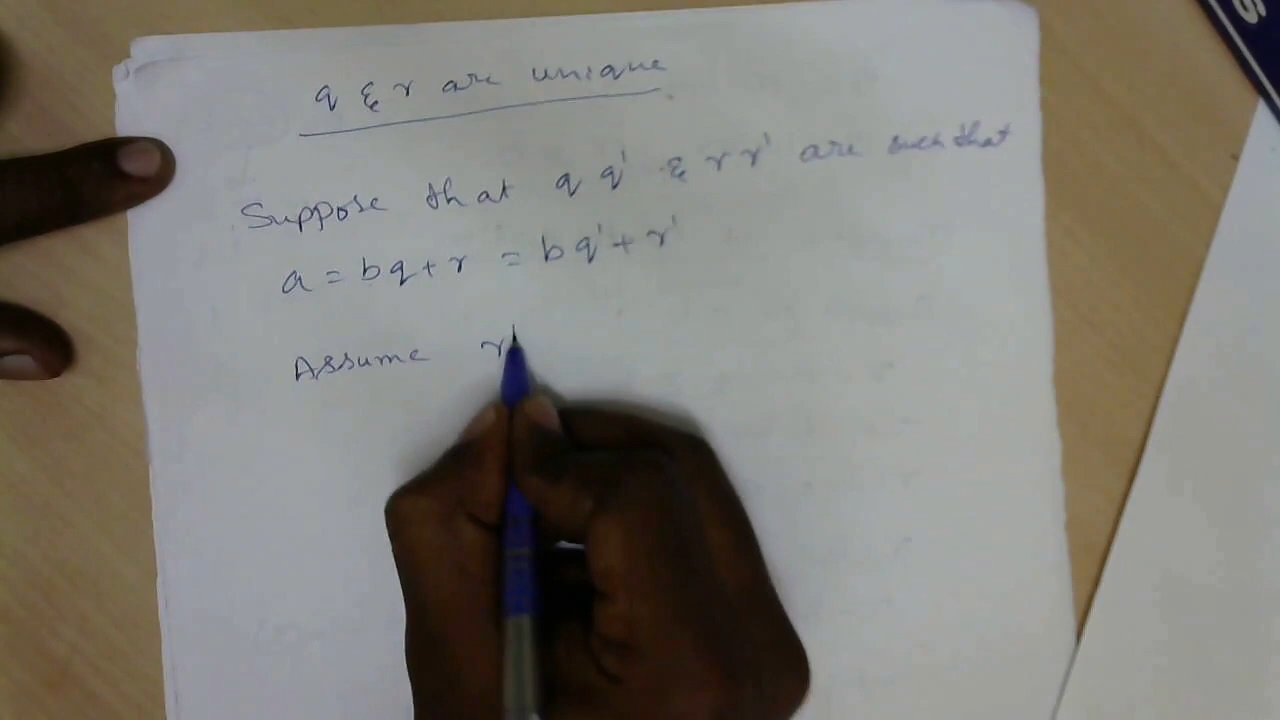 q & r are unique
Suppose that q q' & r r' are such that
a = bq + r = bq' + r'
Assume r
S